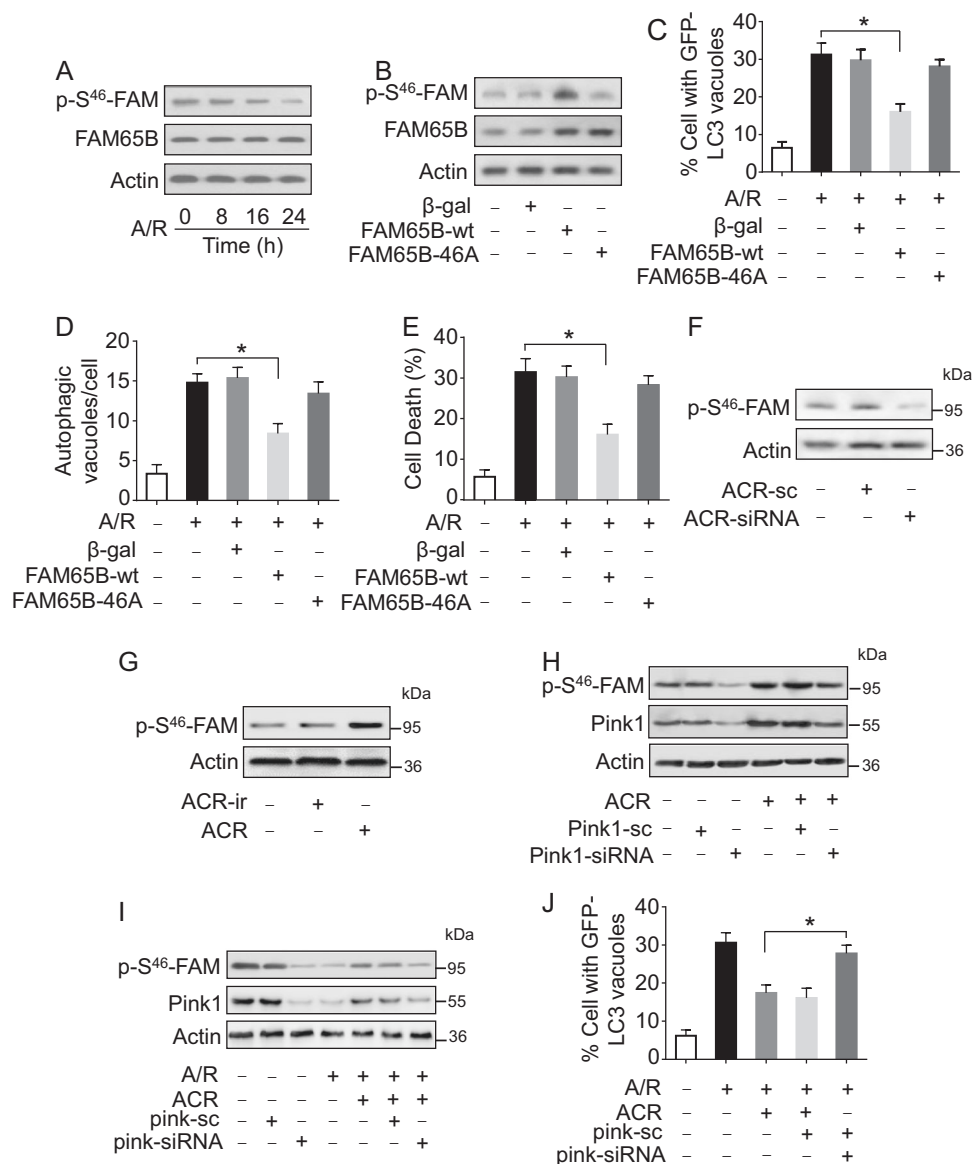 A
p-S⁴⁶-FAM
FAM65B
Actin
A/R 0 8 16 24
Time (h)
B
p-S⁴⁶-FAM
FAM65B
Actin
β-gal – + – –
FAM65B-wt – – + –
FAM65B-46A – – – +
C
% Cell with GFP-
LC3 vacuoles
40
30
20
10
0
*
A/R – + + + +
β-gal – – + – –
FAM65B-wt – – – + –
FAM65B-46A – – – – +
D
Autophagic
vacuoles/cell
20
15
10
5
0
*
A/R – + + + +
β-gal – – + – –
FAM65B-wt – – – + –
FAM65B-46A – – – – +
E
Cell Death (%)
40
30
20
10
0
*
A/R – + + + +
β-gal – – + – –
FAM65B-wt – – – + –
FAM65B-46A – – – – +
F
kDa
p-S⁴⁶-FAM 95
Actin 36
ACR-sc – + –
ACR-siRNA – – +
G
kDa
p-S⁴⁶-FAM 95
Actin 36
ACR-ir – + –
ACR – – +
H
kDa
p-S⁴⁶-FAM 95
Pink1 55
Actin 36
ACR – – – + + +
Pink1-sc – + – – + –
Pink1-siRNA – – + – – +
I
kDa
p-S⁴⁶-FAM 95
Pink1 55
Actin 36
A/R – – – + + + +
ACR – – – – + + +
pink-sc – + – – – + –
pink-siRNA – – + – – – +
J
% Cell with GFP-
LC3 vacuoles
40
30
20
10
0
*
A/R – + + + +
ACR – – + + –
pink-sc – – – + +
pink-siRNA – – – – +